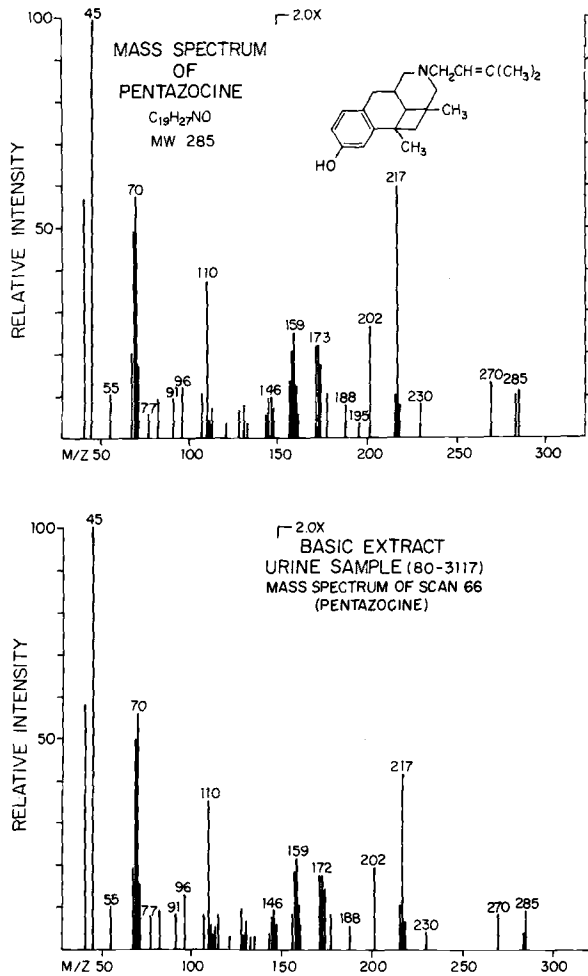 100
45
2.0X
MASS SPECTRUM
OF
PENTAZOCINE
C₁₉H₂₇NO
MW 285
NCH₂CH=C(CH₃)₂
CH₃
CH₃
HO
RELATIVE INTENSITY
50
70
55
77
91
96
110
146
159
173
188
195
202
217
230
270
285
M/Z 50 100 150 200 250 300
100
45
2.0X
BASIC EXTRACT
URINE SAMPLE (80-3117)
MASS SPECTRUM OF SCAN 66
(PENTAZOCINE)
RELATIVE INTENSITY
50
70
55
77
91
96
110
146
159
172
188
202
217
230
270
285
M/Z 50 100 150 200 250 300